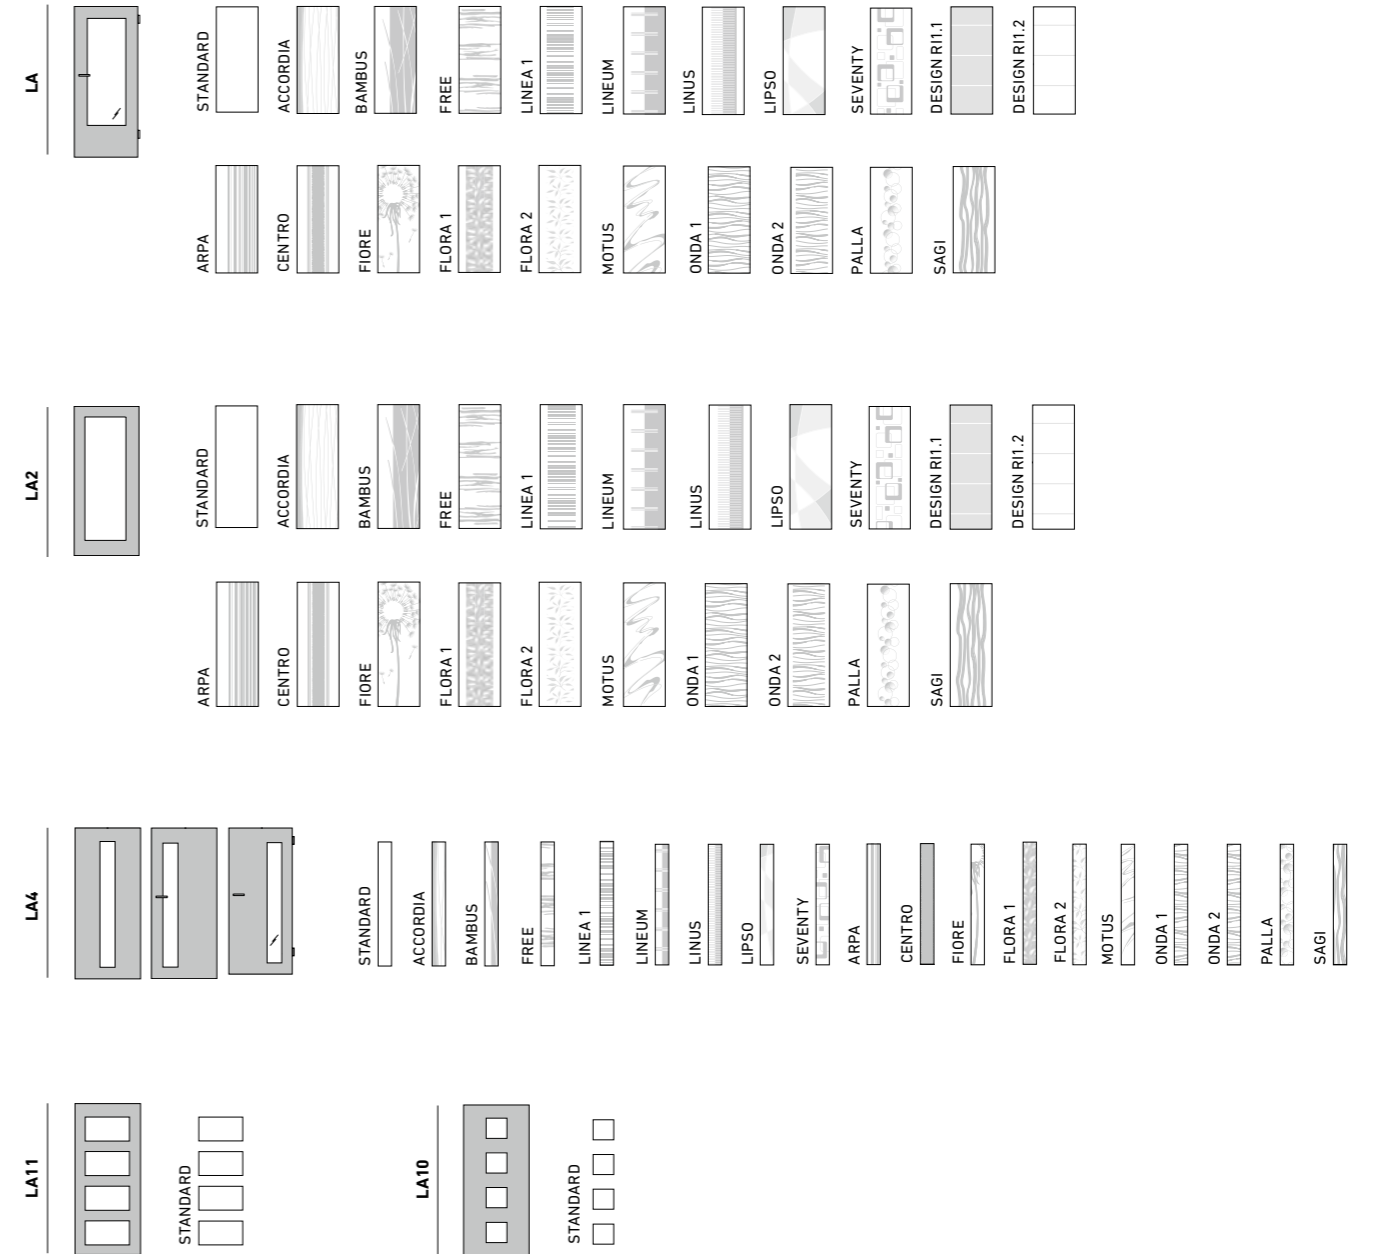 LA
STANDARD
ACCORDIA
BAMBUS
FREE
LINEA 1
LINEUM
LINUS
LIPSO
SEVENTY
DESIGN RI1.1
DESIGN RI1.2
ARPA
CENTRO
FIORE
FLORA 1
FLORA 2
MOTUS
ONDA 1
ONDA 2
PALLA
SAGI
LA2
STANDARD
ACCORDIA
BAMBUS
FREE
LINEA 1
LINEUM
LINUS
LIPSO
SEVENTY
DESIGN RI1.1
DESIGN RI1.2
ARPA
CENTRO
FIORE
FLORA 1
FLORA 2
MOTUS
ONDA 1
ONDA 2
PALLA
SAGI
LA4
STANDARD
ACCORDIA
BAMBUS
FREE
LINEA 1
LINEUM
LINUS
LIPSO
SEVENTY
ARPA
CENTRO
FIORE
FLORA 1
FLORA 2
MOTUS
ONDA 1
ONDA 2
PALLA
SAGI
LA11
STANDARD
LA10
STANDARD